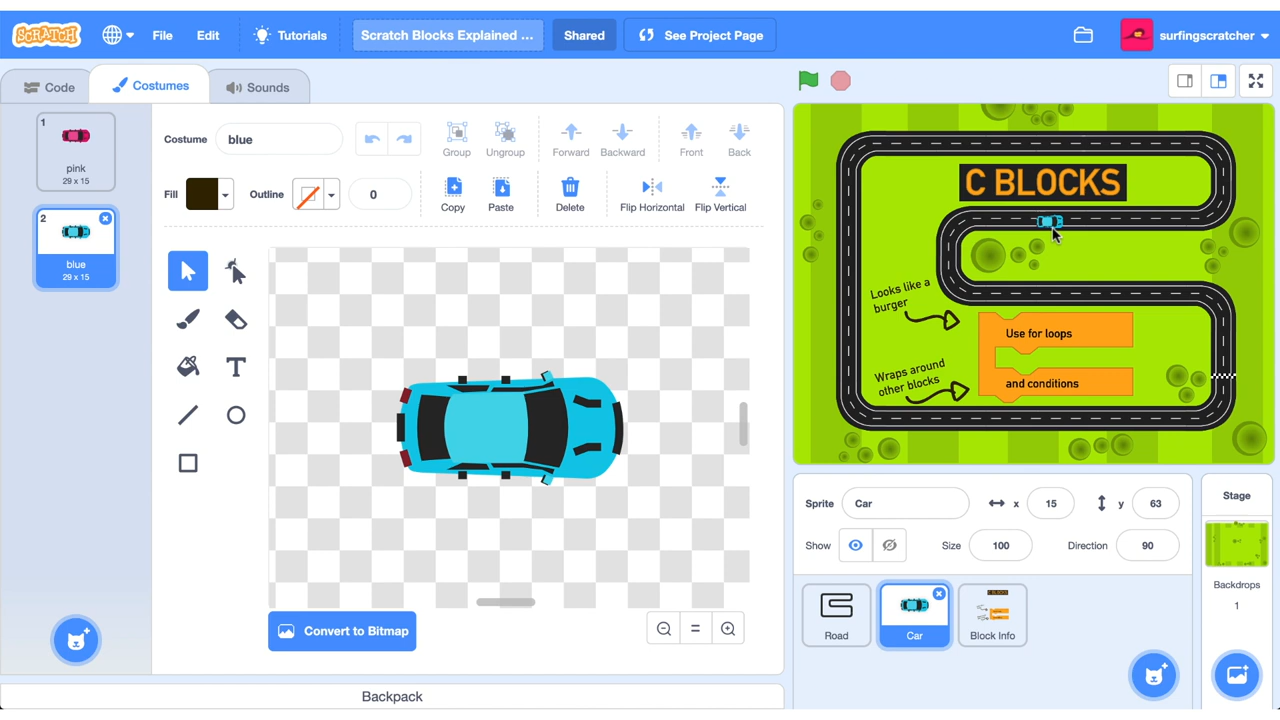 SCRATCH
File
Edit
Tutorials
Scratch Blocks Explained ...
Shared
See Project Page
surfingscratcher
Code
Costumes
Sounds
1
pink
29 x 15
2
blue
29 x 15
Costume
blue
Group
Ungroup
Forward
Backward
Front
Back
Fill
Outline
0
Copy
Paste
Delete
Flip Horizontal
Flip Vertical
Convert to Bitmap
Backpack
C BLOCKS
Looks like a
burger
Use for loops
Wraps around
other blocks
and conditions
Sprite
Car
x
15
y
63
Show
Size
100
Direction
90
Road
Car
Block Info
Stage
Backdrops
1